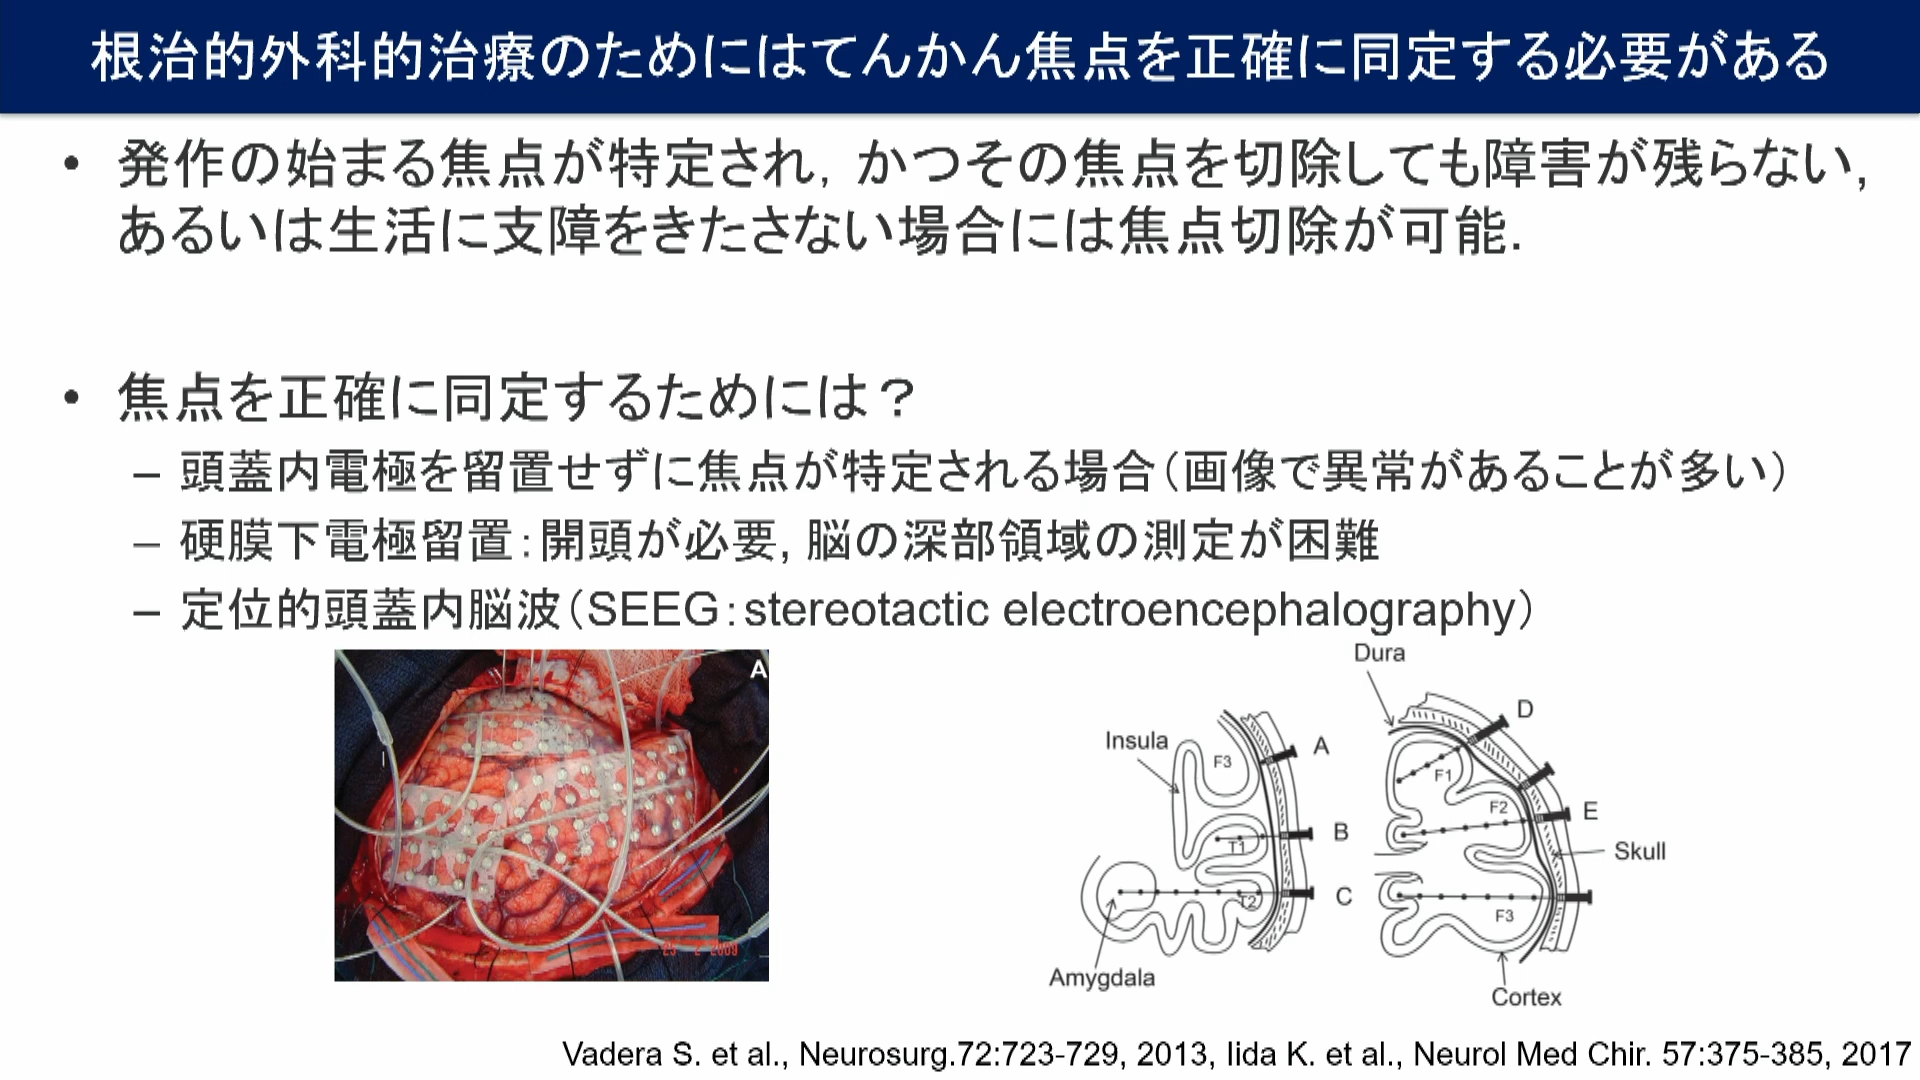 根治的外科的治療のためにはてんかん焦点を正確に同定する必要がある
• 発作の始まる焦点が特定され，かつその焦点を切除しても障害が残らない，
あるいは生活に支障をきたさない場合には焦点切除が可能．
• 焦点を正確に同定するためには？
– 頭蓋内電極を留置せずに焦点が特定される場合（画像で異常があることが多い）
– 硬膜下電極留置：開頭が必要，脳の深部領域の測定が困難
– 定位的頭蓋内脳波（SEEG：stereotactic electroencephalography）
A
Insula
F3
A
T1
B
T2
C
Amygdala
Dura
D
F1
F2
E
Skull
F3
Cortex
Vadera S. et al., Neurosurg.72:723-729, 2013, Iida K. et al., Neurol Med Chir. 57:375-385, 2017